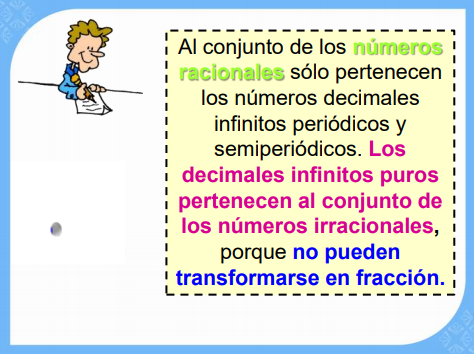 Al conjunto de los números
racionales sólo pertenecen
los números decimales
infinitos periódicos y
semiperiódicos. Los
decimales infinitos puros
pertenecen al conjunto de
los números irracionales,
porque no pueden
transformarse en fracción.